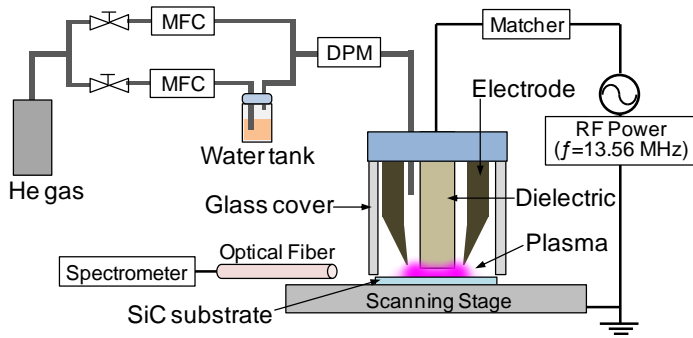 MFC
Matcher
DPM
MFC
Electrode
RF Power
(ƒ=13.56 MHz)
Water tank
He gas
Glass cover
Dielectric
Optical Fiber
Plasma
Spectrometer
SiC substrate
Scanning Stage